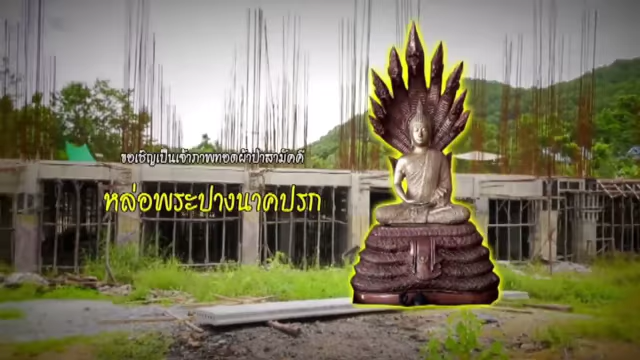 ขอเชิญเป็นเจ้าภาพทอดผ้าป่าสามัคคี
หล่อพระปางนาคปรก